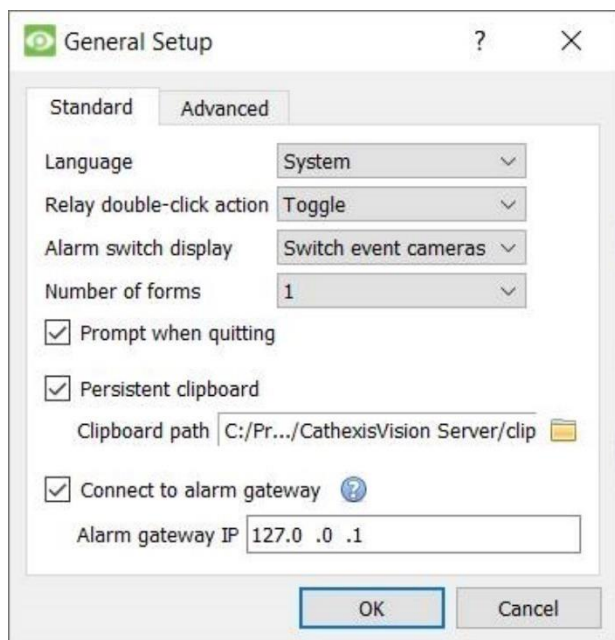 General Setup ? ×
Standard Advanced
Language System
Relay double-click action Toggle
Alarm switch display Switch event cameras
Number of forms 1
Prompt when quitting
Persistent clipboard
Clipboard path C:/Pr.../CathexisVision Server/clip
Connect to alarm gateway ?
Alarm gateway IP 127.0 .0 .1
OK Cancel